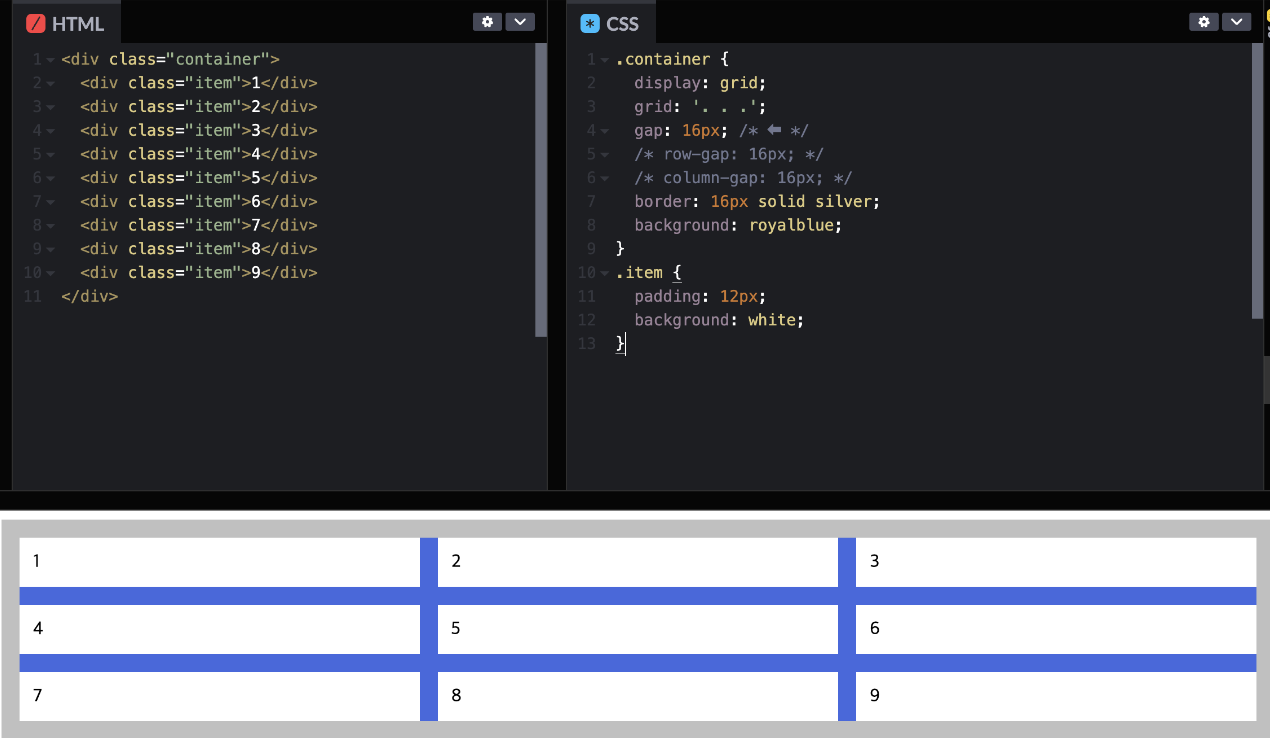 HTML
1 <div class="container">
2 <div class="item">1</div>
3 <div class="item">2</div>
4 <div class="item">3</div>
5 <div class="item">4</div>
6 <div class="item">5</div>
7 <div class="item">6</div>
8 <div class="item">7</div>
9 <div class="item">8</div>
10 <div class="item">9</div>
11 </div>
* CSS
1 .container {
2 display: grid;
3 grid: '. . .';
4 gap: 16px; /* ⬅ */
5 /* row-gap: 16px; */
6 /* column-gap: 16px; */
7 border: 16px solid silver;
8 background: royalblue;
9 }
10 .item {
11 padding: 12px;
12 background: white;
13 }
1 2 3
4 5 6
7 8 9